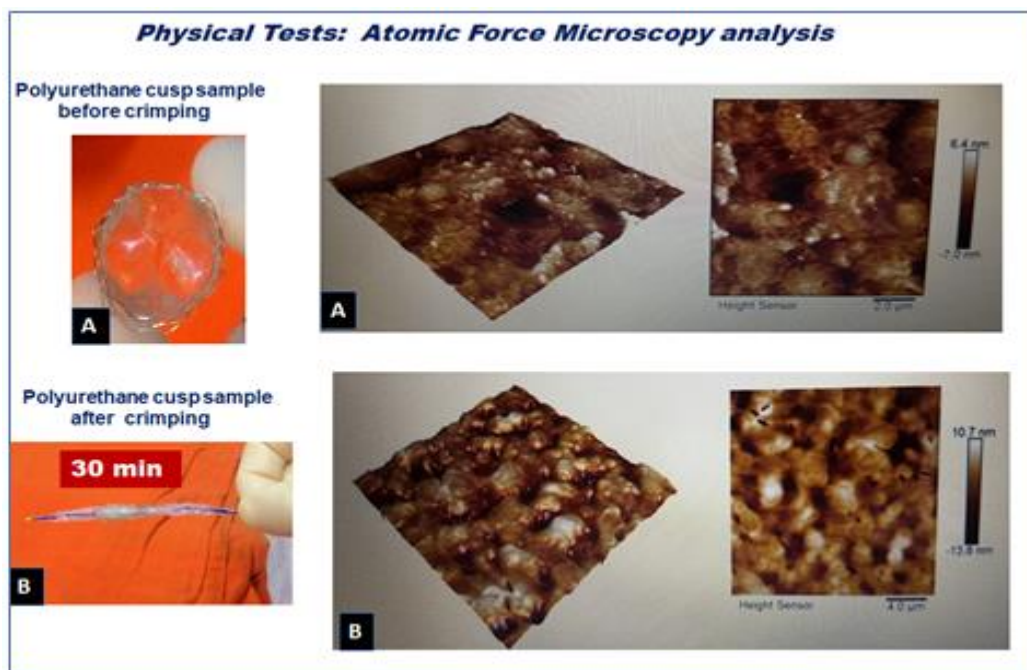 Physical Tests: Atomic Force Microscopy analysis
Polyurethane cusp sample
before crimping
A
A
6.4 nm
-7.0 nm
Height Sensor
2.0 µm
Polyurethane cusp sample
after crimping
30 min
B
B
10.7 nm
-13.8 nm
Height Sensor
4.0 µm